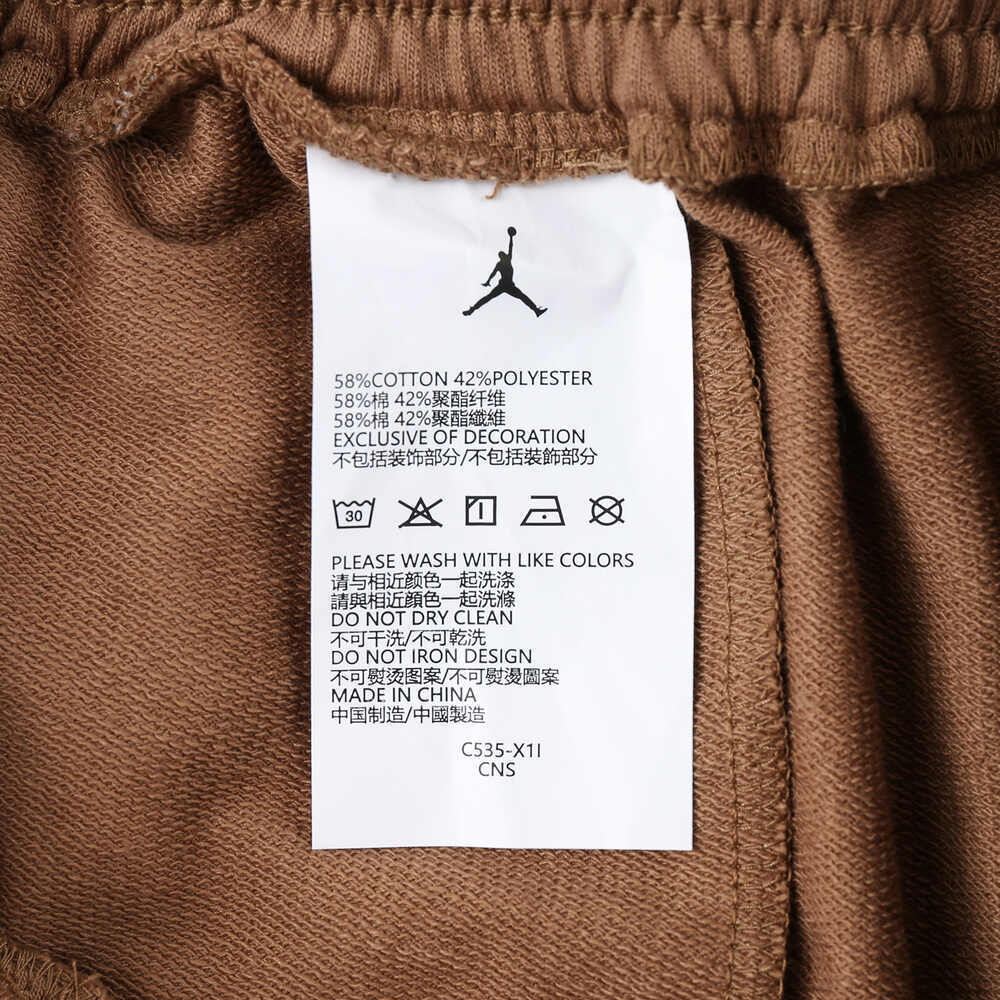 58%COTTON 42%POLYESTER
58%棉 42%聚酯纤维
58%棉 42%聚酯纖維
EXCLUSIVE OF DECORATION
不包括装饰部分/不包括裝飾部分
30
PLEASE WASH WITH LIKE COLORS
请与相近颜色一起洗涤
請與相近顏色一起洗滌
DO NOT DRY CLEAN
不可干洗/不可乾洗
DO NOT IRON DESIGN
不可熨烫图案/不可熨燙圖案
MADE IN CHINA
中国制造/中國製造
C535-X1I
CNS